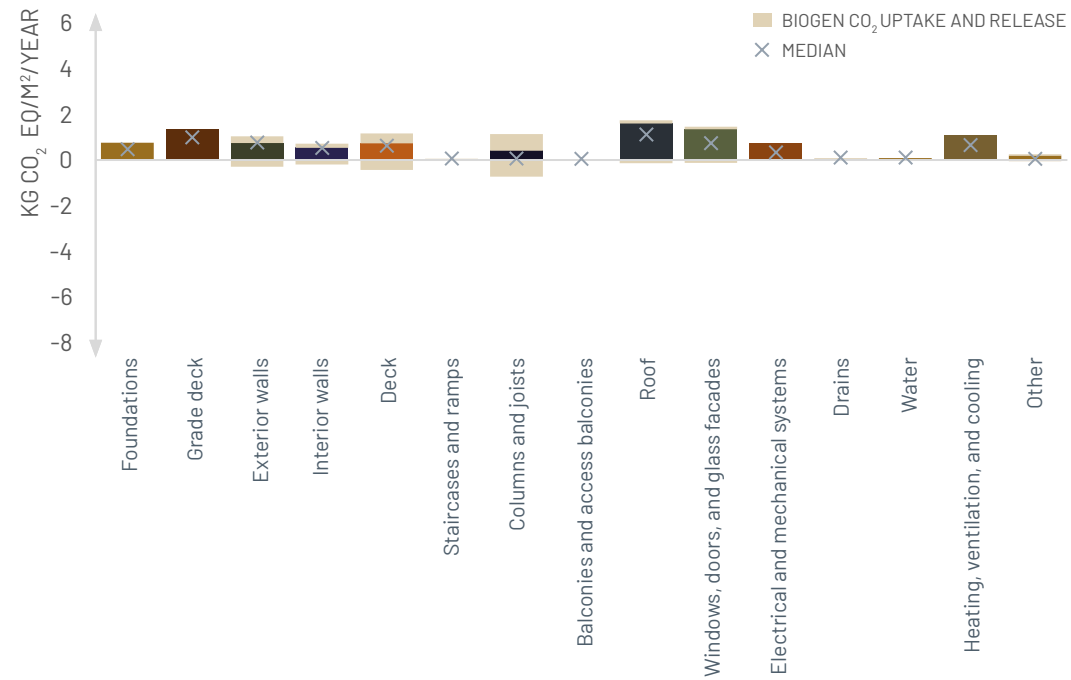 BIOGEN CO₂ UPTAKE AND RELEASE
MEDIAN
KG CO₂ EQ/M²/YEAR
6
4
2
0
-2
-4
-6
-8
Foundations
Grade deck
Exterior walls
Interior walls
Deck
Staircases and ramps
Columns and joists
Balconies and access balconies
Roof
Windows, doors, and glass facades
Electrical and mechanical systems
Drains
Water
Heating, ventilation, and cooling
Other